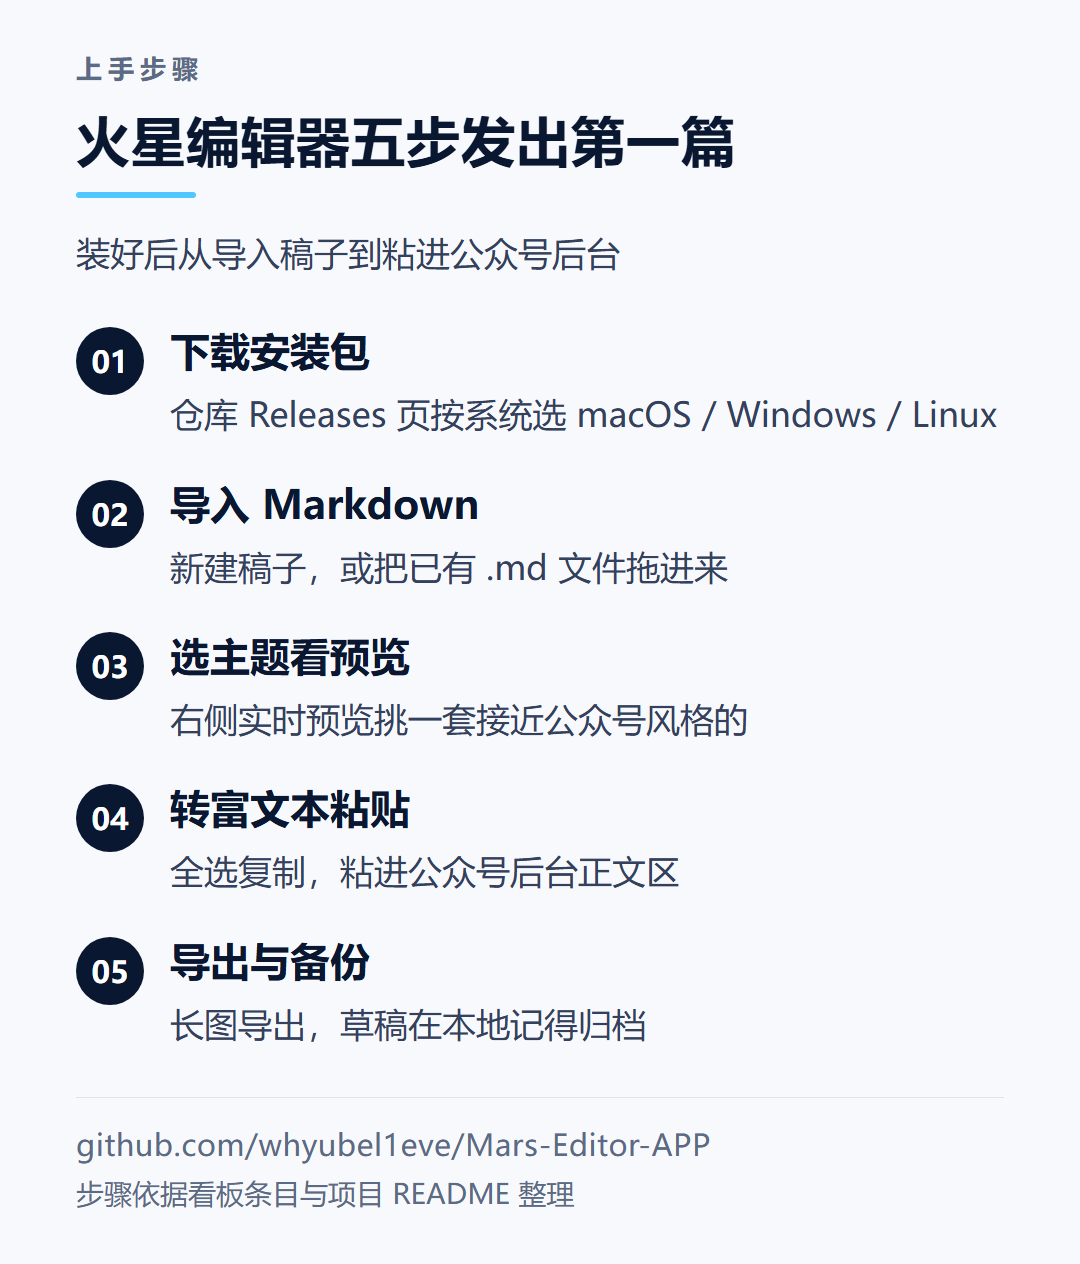 上手步骤
火星编辑器五步发出第一篇
装好后从导入稿子到粘进公众号后台
01
下载安装包
仓库 Releases 页按系统选 macOS / Windows / Linux
02
导入 Markdown
新建稿子，或把已有 .md 文件拖进来
03
选主题看预览
右侧实时预览挑一套接近公众号风格的
04
转富文本粘贴
全选复制，粘进公众号后台正文区
05
导出与备份
长图导出，草稿在本地记得归档
github.com/whyubel1eve/Mars-Editor-APP
步骤依据看板条目与项目 README 整理